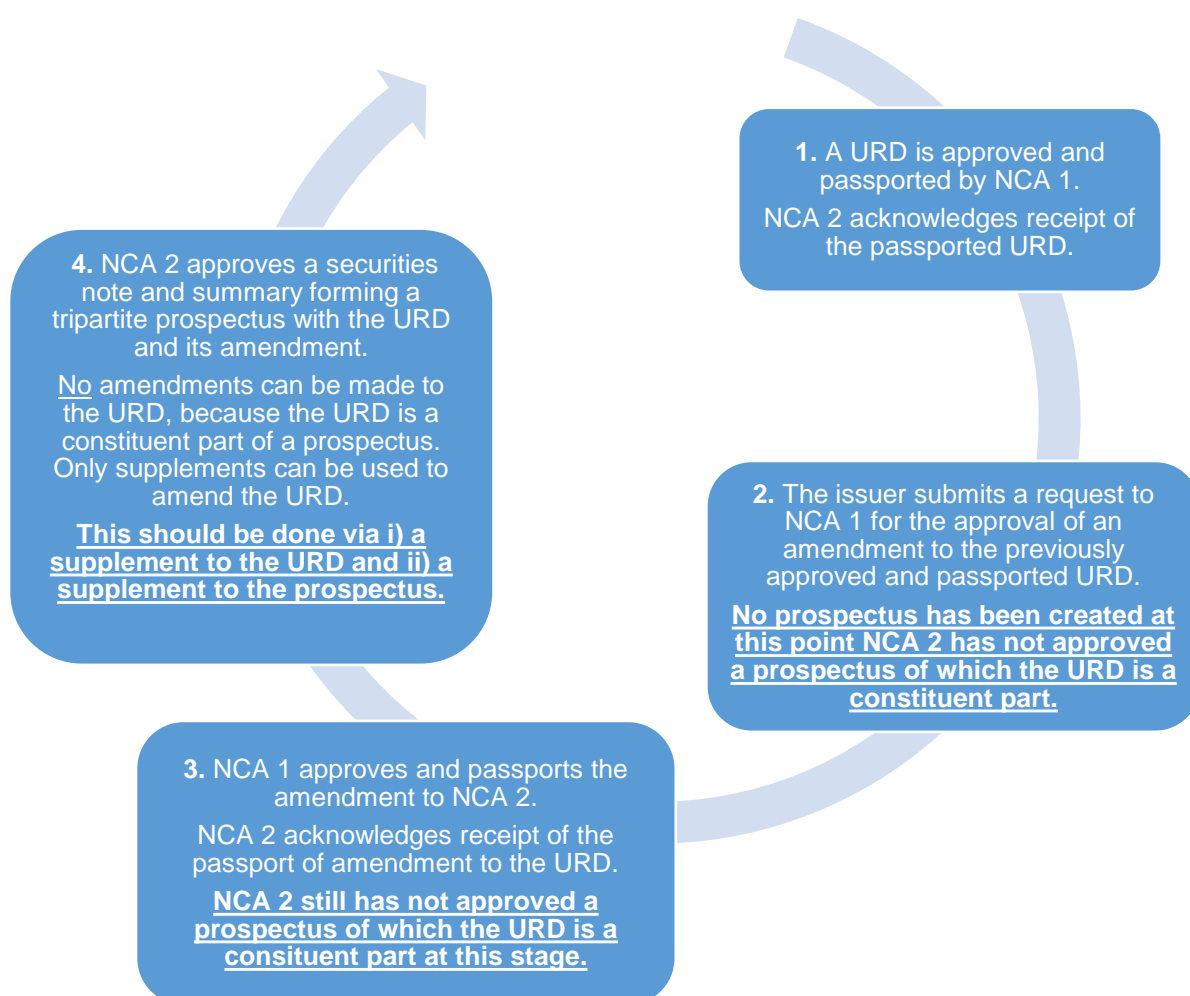 1. A URD is approved and
passported by NCA 1.
NCA 2 acknowledges receipt of
the passported URD.
2. The issuer submits a request to
NCA 1 for the approval of an
amendment to the previously
approved and passported URD.
No prospectus has been created at
this point NCA 2 has not approved
a prospectus of which the URD is a
constituent part.
3. NCA 1 approves and passports the
amendment to NCA 2.
NCA 2 acknowledges receipt of the
passport of amendment to the URD.
NCA 2 still has not approved a
prospectus of which the URD is a
consituent part at this stage.
4. NCA 2 approves a securities
note and summary forming a
tripartite prospectus with the URD
and its amendment.
No amendments can be made to
the URD, because the URD is a
constituent part of a prospectus.
Only supplements can be used to
amend the URD.
This should be done via i) a
supplement to the URD and ii) a
supplement to the prospectus.